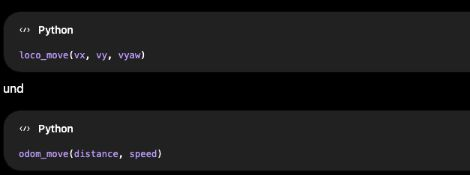 Python
loco_move(vx, vy, vyaw)
und
Python
odom_move(distance, speed)